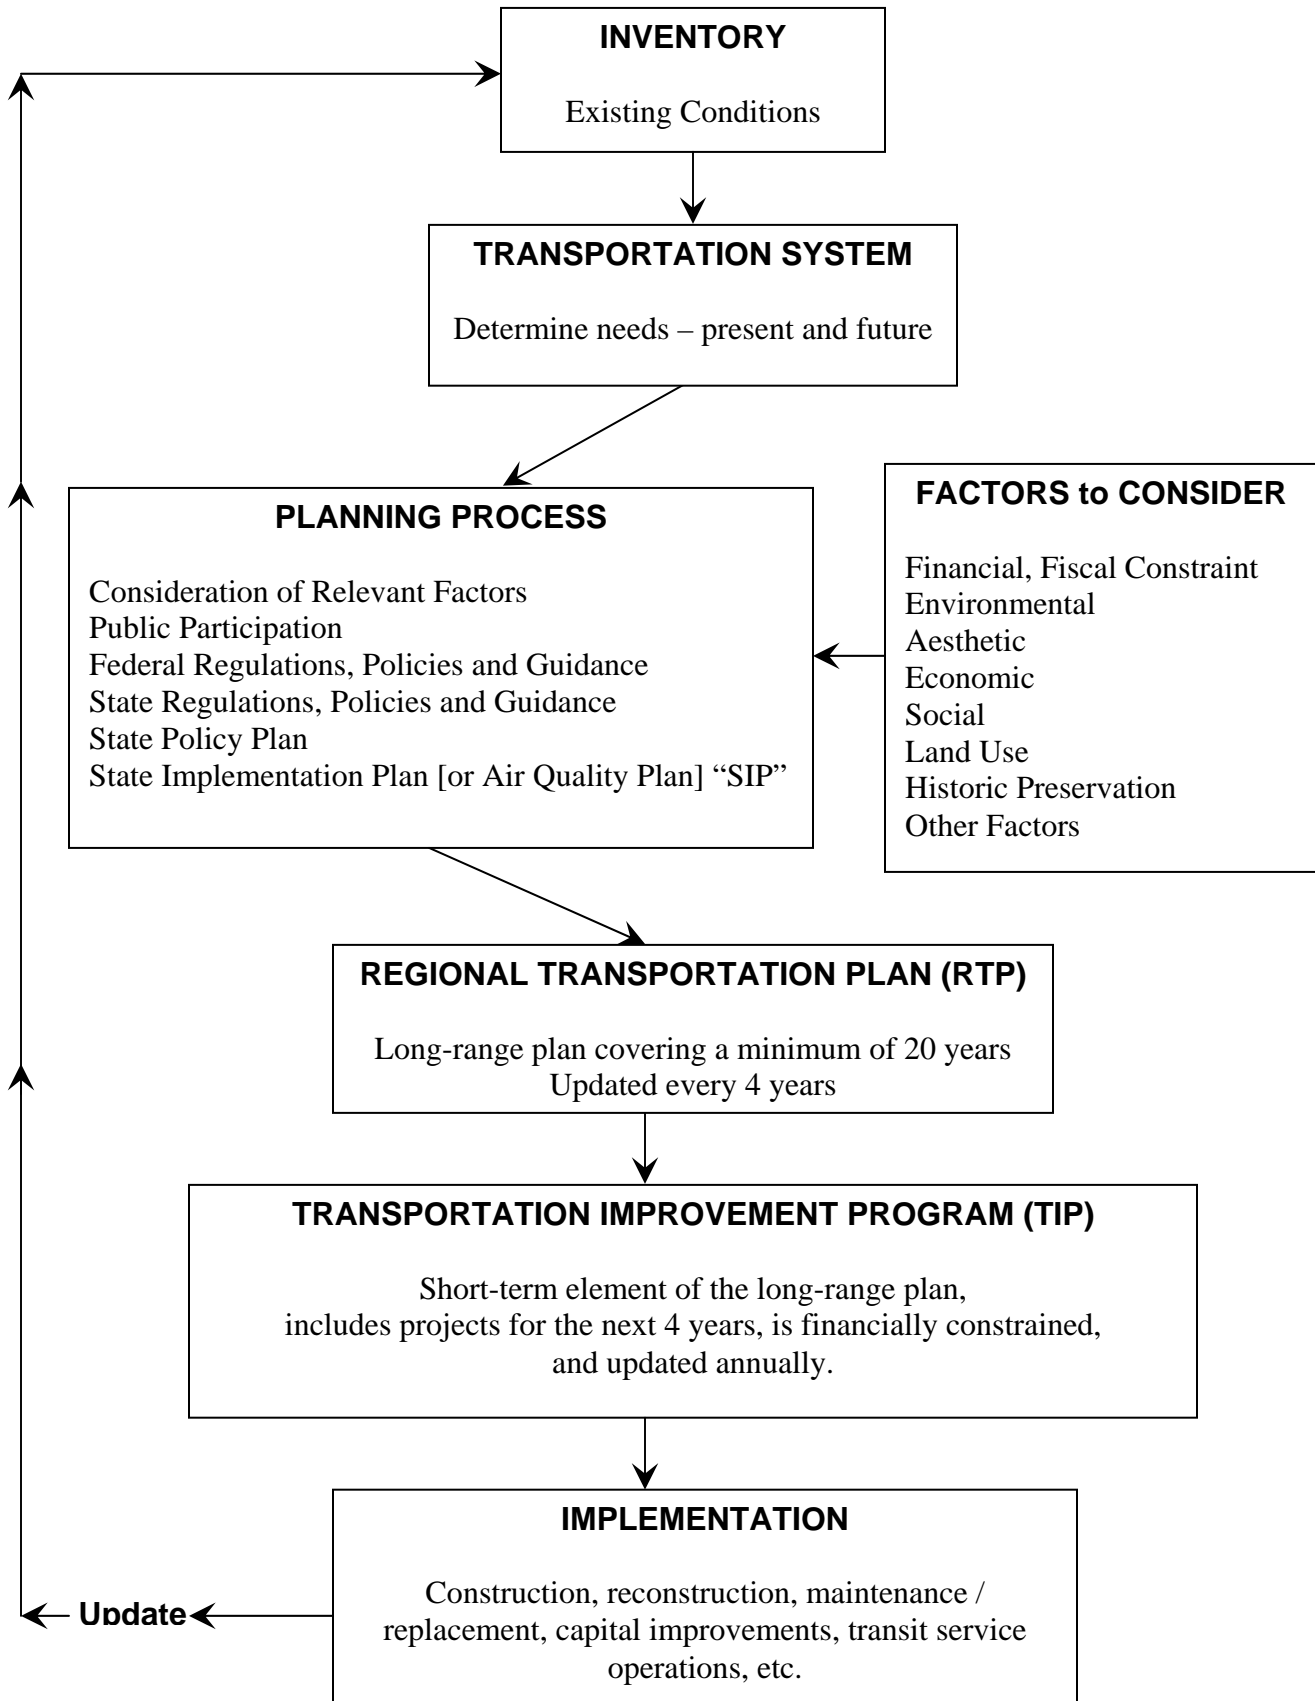 INVENTORY
Existing Conditions
TRANSPORTATION SYSTEM
Determine needs – present and future
PLANNING PROCESS
Consideration of Relevant Factors
Public Participation
Federal Regulations, Policies and Guidance
State Regulations, Policies and Guidance
State Policy Plan
State Implementation Plan [or Air Quality Plan] “SIP”
FACTORS to CONSIDER
Financial, Fiscal Constraint
Environmental
Aesthetic
Economic
Social
Land Use
Historic Preservation
Other Factors
REGIONAL TRANSPORTATION PLAN (RTP)
Long-range plan covering a minimum of 20 years
Updated every 4 years
TRANSPORTATION IMPROVEMENT PROGRAM (TIP)
Short-term element of the long-range plan,
includes projects for the next 4 years, is financially constrained,
and updated annually.
IMPLEMENTATION
Construction, reconstruction, maintenance /
replacement, capital improvements, transit service
operations, etc.
Update